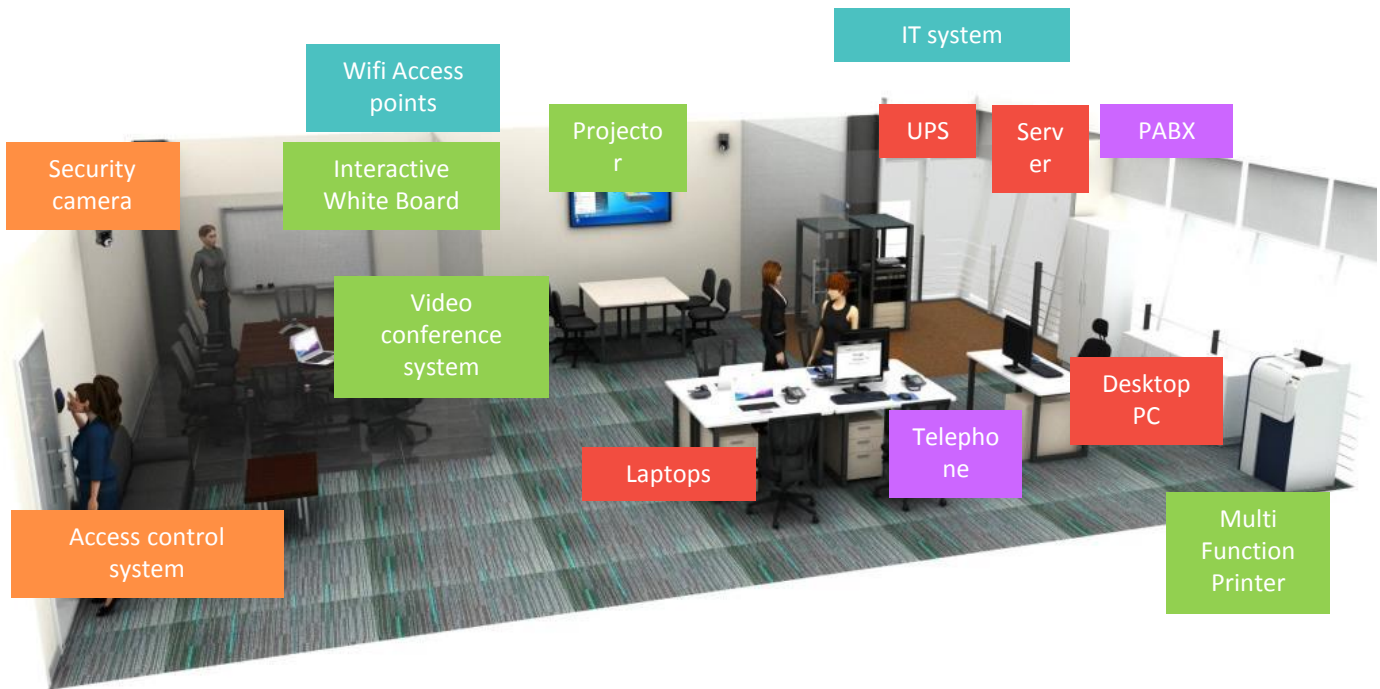 IT system
Wifi Access
points
Projecto
r
UPS
Serv
er
PABX
Security
camera
Interactive
White Board
Video
conference
system
Desktop
PC
Telepho
ne
Laptops
Access control
system
Multi
Function
Printer